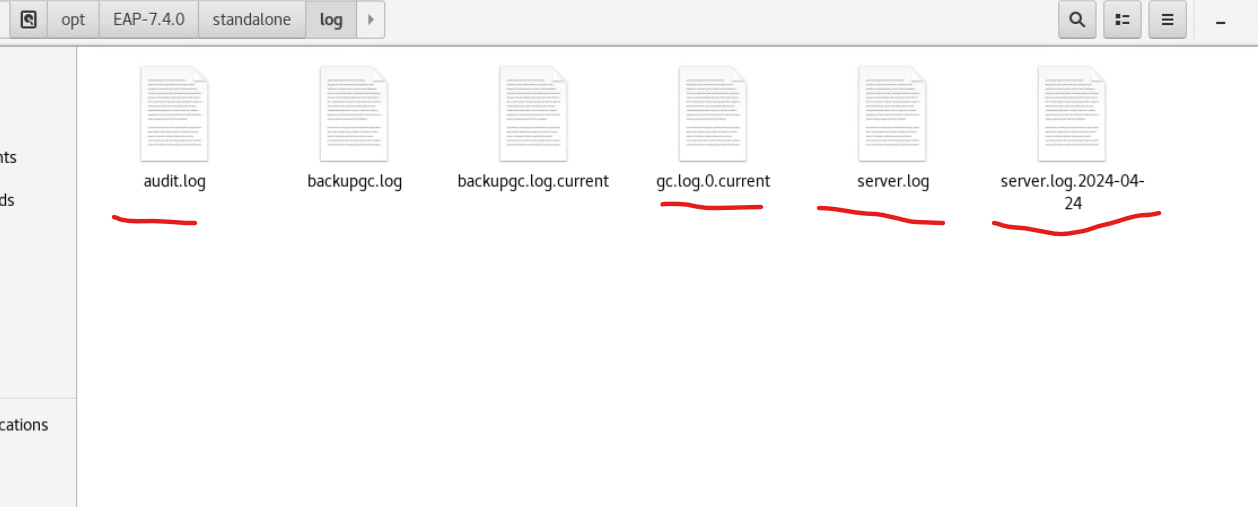 opt EAP-7.4.0 standalone log
nts
ds
cations
audit.log backupgc.log backupgc.log.current gc.log.0.current server.log server.log.2024-04-
24